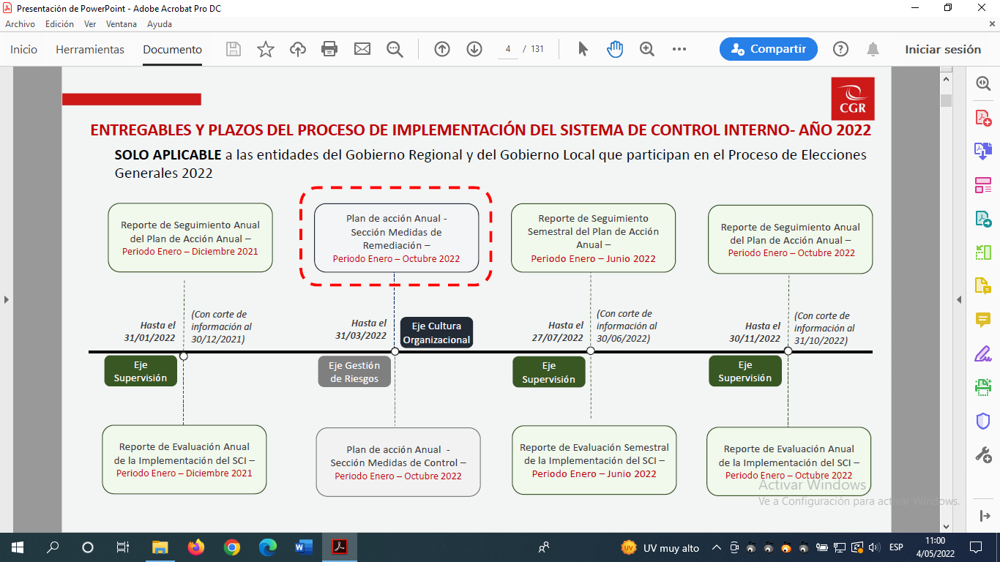 Presentación de PowerPoint - Adobe Acrobat Pro DC
Archivo Edición Ver Ventana Ayuda
Inicio Herramientas Documento 4 / 131 Compartir Iniciar sesión
CGR
ENTREGABLES Y PLAZOS DEL PROCESO DE IMPLEMENTACIÓN DEL SISTEMA DE CONTROL INTERNO- AÑO 2022
SOLO APLICABLE a las entidades del Gobierno Regional y del Gobierno Local que participan en el Proceso de Elecciones
Generales 2022
Reporte de Seguimiento Anual
del Plan de Acción Anual –
Periodo Enero – Diciembre 2021
Plan de acción Anual -
Sección Medidas de
Remediación –
Periodo Enero – Octubre 2022
Reporte de Seguimiento
Semestral del Plan de Acción
Anual –
Periodo Enero – Junio 2022
Reporte de Seguimiento Anual
del Plan de Acción Anual –
Periodo Enero – Octubre 2022
Hasta el
31/01/2022
(Con corte de
información al
30/12/2021)
Hasta el
31/03/2022
Eje Cultura
Organizacional
Hasta el
27/07/2022
(Con corte de
información al
30/06/2022)
Hasta el
30/11/2022
(Con corte de
información al
31/10/2022)
Eje
Supervisión
Eje Gestión
de Riesgos
Eje
Supervisión
Eje
Supervisión
Reporte de Evaluación Anual
de la Implementación del SCI –
Periodo Enero – Diciembre 2021
Plan de acción Anual -
Sección Medidas de Control –
Periodo Enero – Octubre 2022
Reporte de Evaluación Semestral
de la Implementación del SCI –
Periodo Enero – Junio 2022
Reporte de Evaluación Anual
de la Implementación del SCI –
Periodo Enero – Octubre 2022
Activar Windows
Ve a Configuración para activar Windows.
UV UV muy alto ESP
11:00
4/05/2022